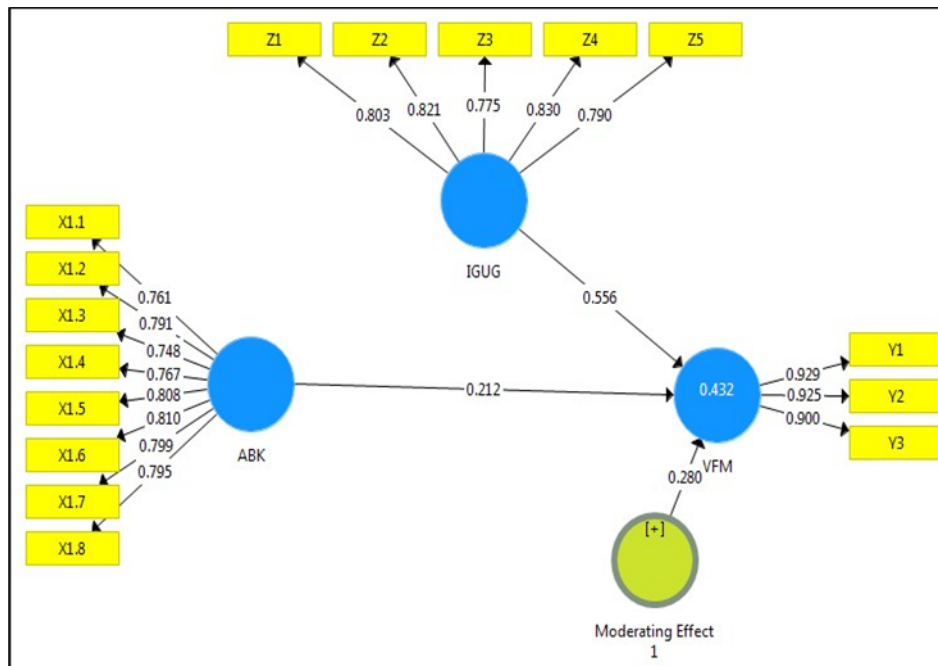 Z1 Z2 Z3 Z4 Z5
0.803 0.821 0.775 0.830 0.790
IGUG
X1.1
X1.2
X1.3
X1.4
X1.5
X1.6
X1.7
X1.8
0.761
0.791
0.748
0.767
0.808
0.810
0.799
0.795
ABK
0.556
0.212
0.432
VFM
0.929
0.925
0.900
Y1
Y2
Y3
0.280
[+]
Moderating Effect
1